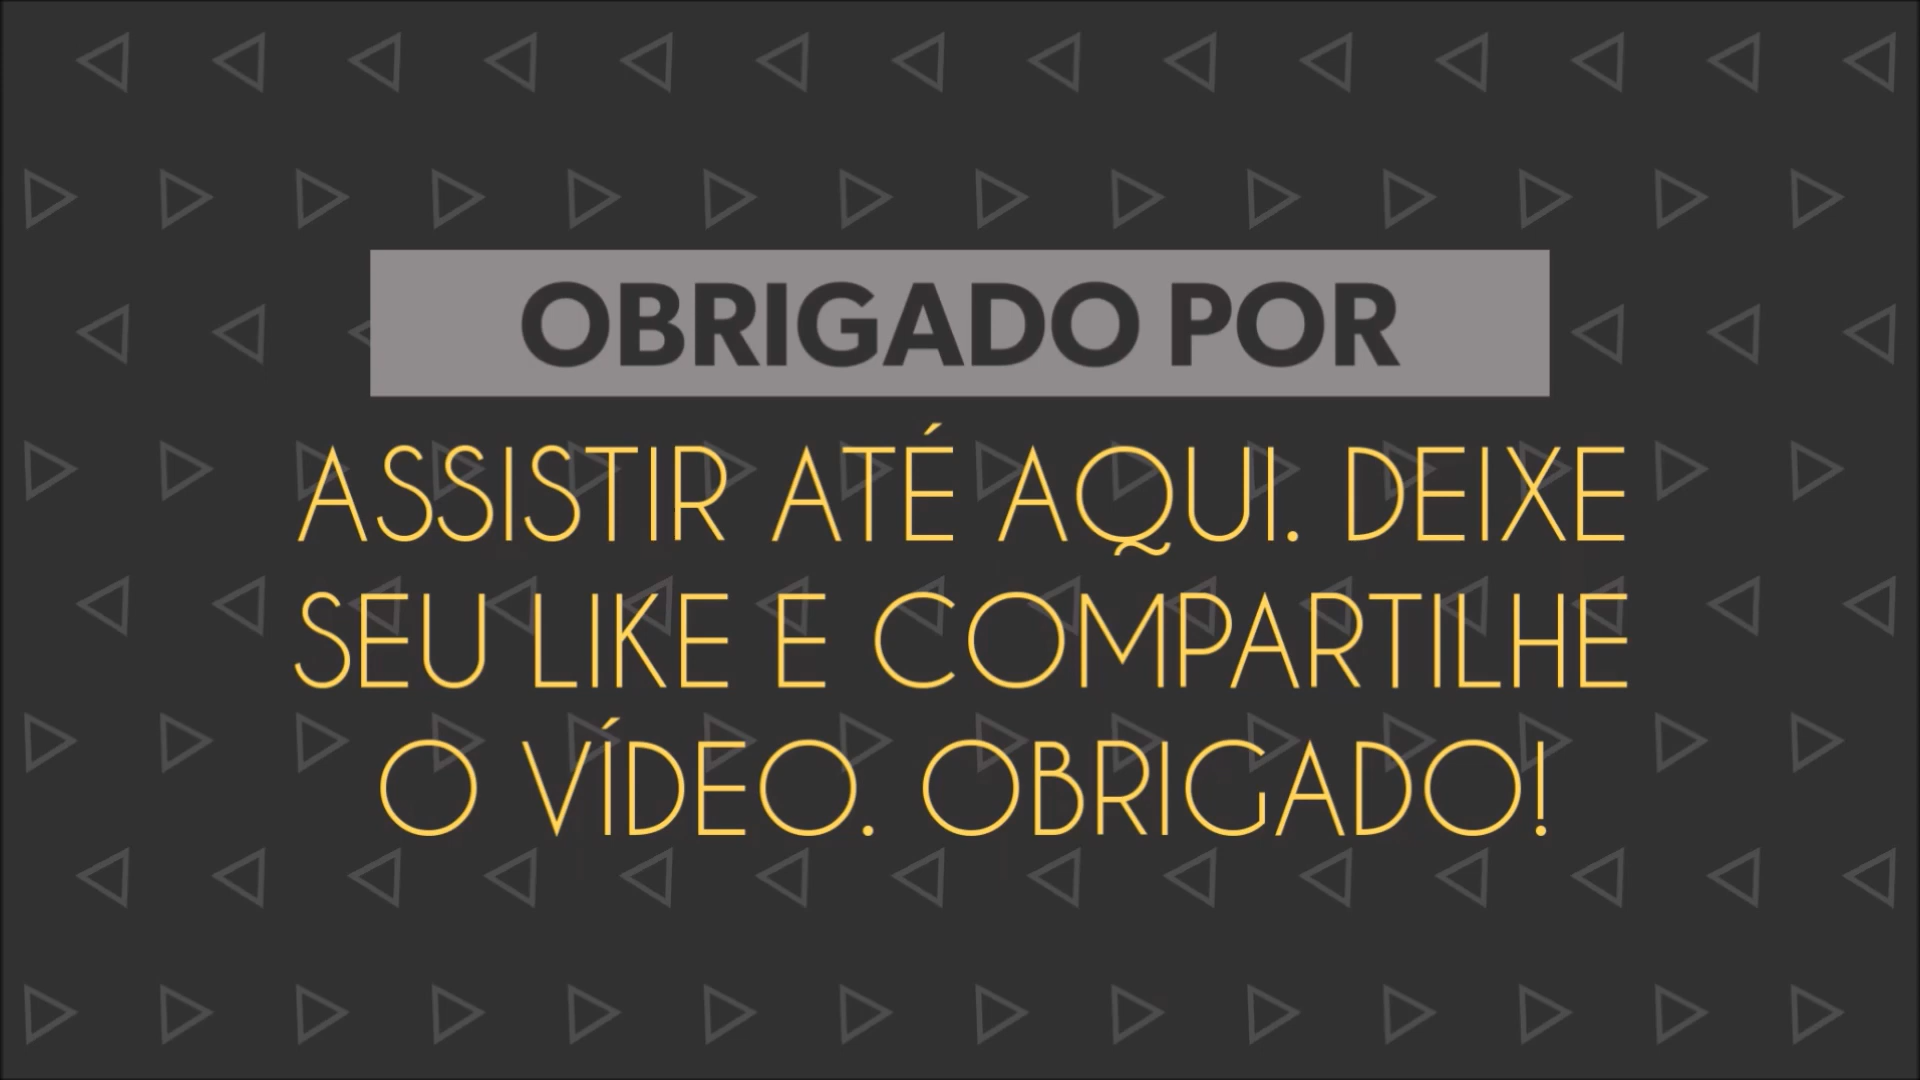 OBRIGADO POR
ASSISTIR ATÉ AQUI. DEIXE
SEU LIKE E COMPARTILHE
O VÍDEO. OBRIGADO!